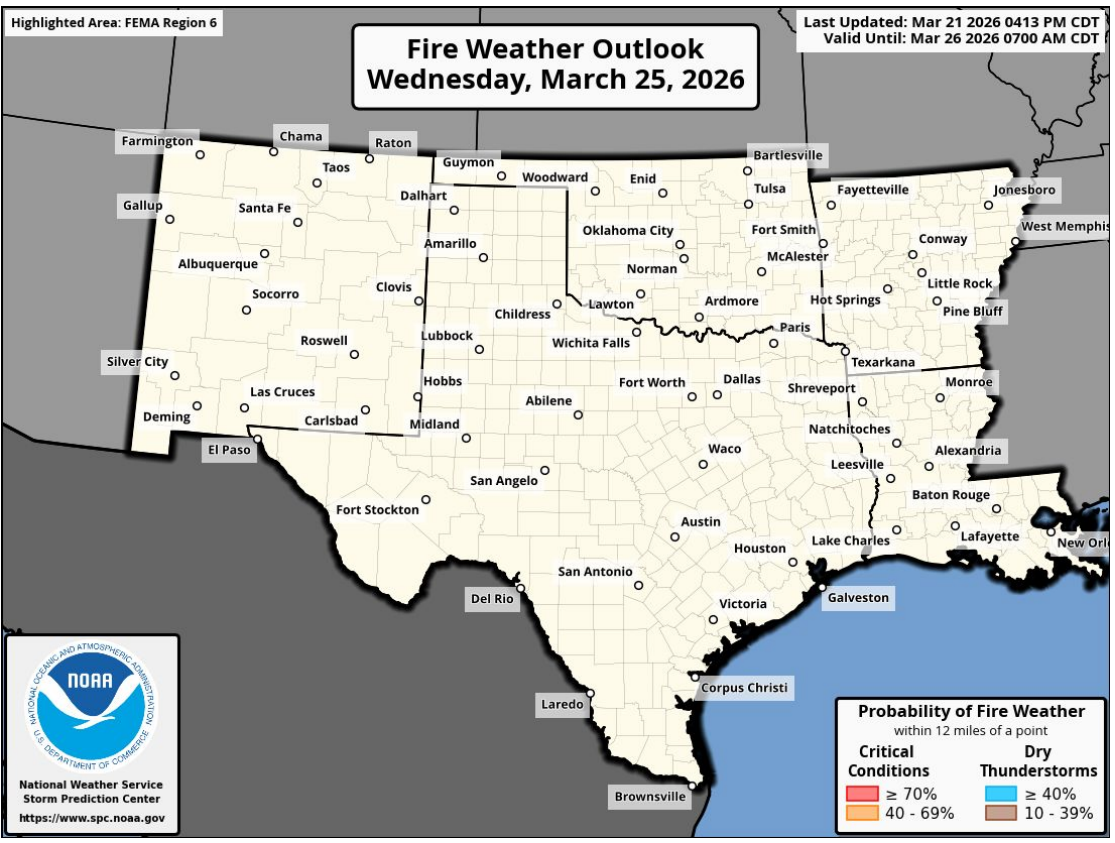 Highlighted Area: FEMA Region 6
Last Updated: Mar 21 2026 0413 PM CDT
Valid Until: Mar 26 2026 0700 AM CDT
Fire Weather Outlook
Wednesday, March 25, 2026
Farmington
Chama
Raton
Taos
Guymon
Woodward
Enid
Bartlesville
Tulsa
Fayetteville
Jonesboro
Gallup
Santa Fe
Dalhart
West Memphis
Oklahoma City
Fort Smith
Conway
Albuquerque
Amarillo
Norman
McAlester
Little Rock
Socorro
Clovis
Childress
Lawton
Ardmore
Hot Springs
Pine Bluff
Roswell
Lubbock
Wichita Falls
Paris
Texarkana
Silver City
Las Cruces
Hobbs
Fort Worth
Dallas
Shreveport
Monroe
Deming
Carlsbad
Abilene
Midland
Natchitoches
El Paso
San Angelo
Waco
Leesville
Alexandria
Fort Stockton
Baton Rouge
Austin
Houston
Lake Charles
Lafayette
New Orl
San Antonio
Del Rio
Victoria
Galveston
Laredo
Corpus Christi
Brownsville
NATIONAL OCEANIC AND ATMOSPHERIC ADMINISTRATION
NOAA
U.S. DEPARTMENT OF COMMERCE
National Weather Service
Storm Prediction Center
https://www.spc.noaa.gov
Probability of Fire Weather
within 12 miles of a point
Critical Conditions
≥ 70%
40 - 69%
Dry Thunderstorms
≥ 40%
10 - 39%